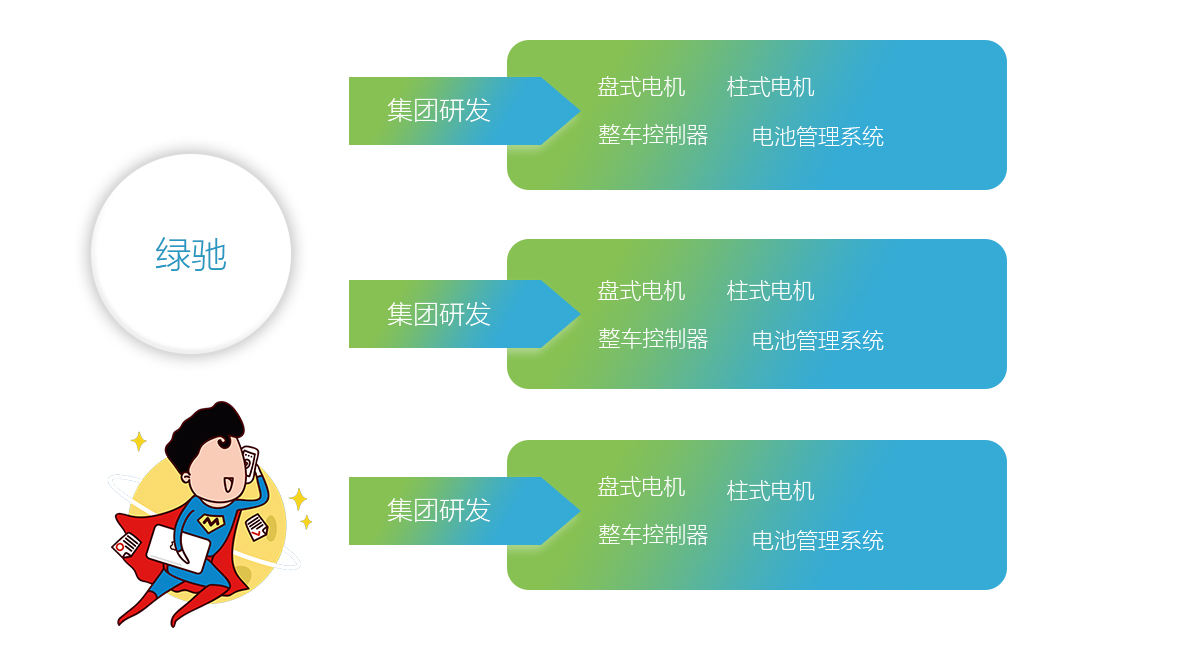 绿驰
集团研发
盘式电机 柱式电机
整车控制器 电池管理系统
集团研发
盘式电机 柱式电机
整车控制器 电池管理系统
集团研发
盘式电机 柱式电机
整车控制器 电池管理系统
M